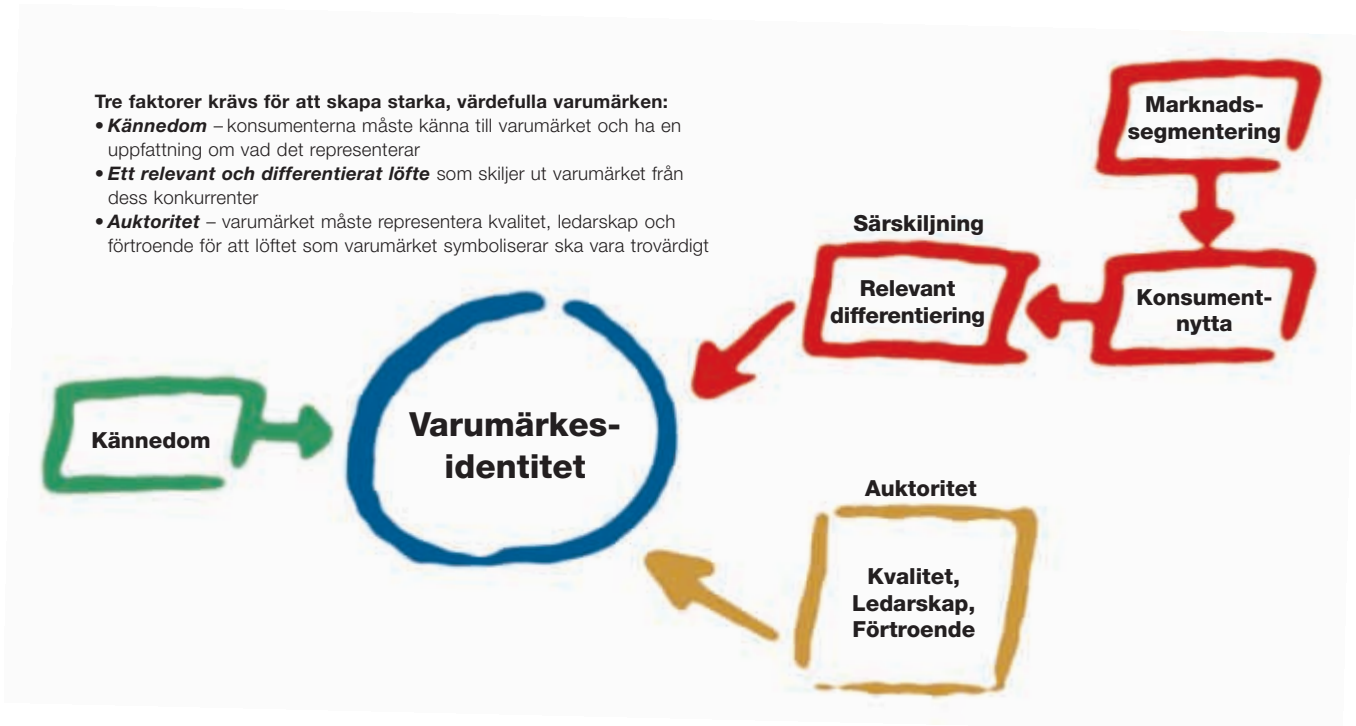 Tre faktorer krävs för att skapa starka, värdefulla varumärken:
• Kännedom – konsumenterna måste känna till varumärket och ha en
uppfattning om vad det representerar
• Ett relevant och differentierat löfte som skiljer ut varumärket från
dess konkurrenter
• Auktoritet – varumärket måste representera kvalitet, ledarskap och
förtroende för att löftet som varumärket symboliserar ska vara trovärdigt
Marknads-
segmentering
Särskiljning
Relevant
differentiering
Konsument-
nytta
Kännedom
Varumärkes-
identitet
Auktoritet
Kvalitet,
Ledarskap,
Förtroende